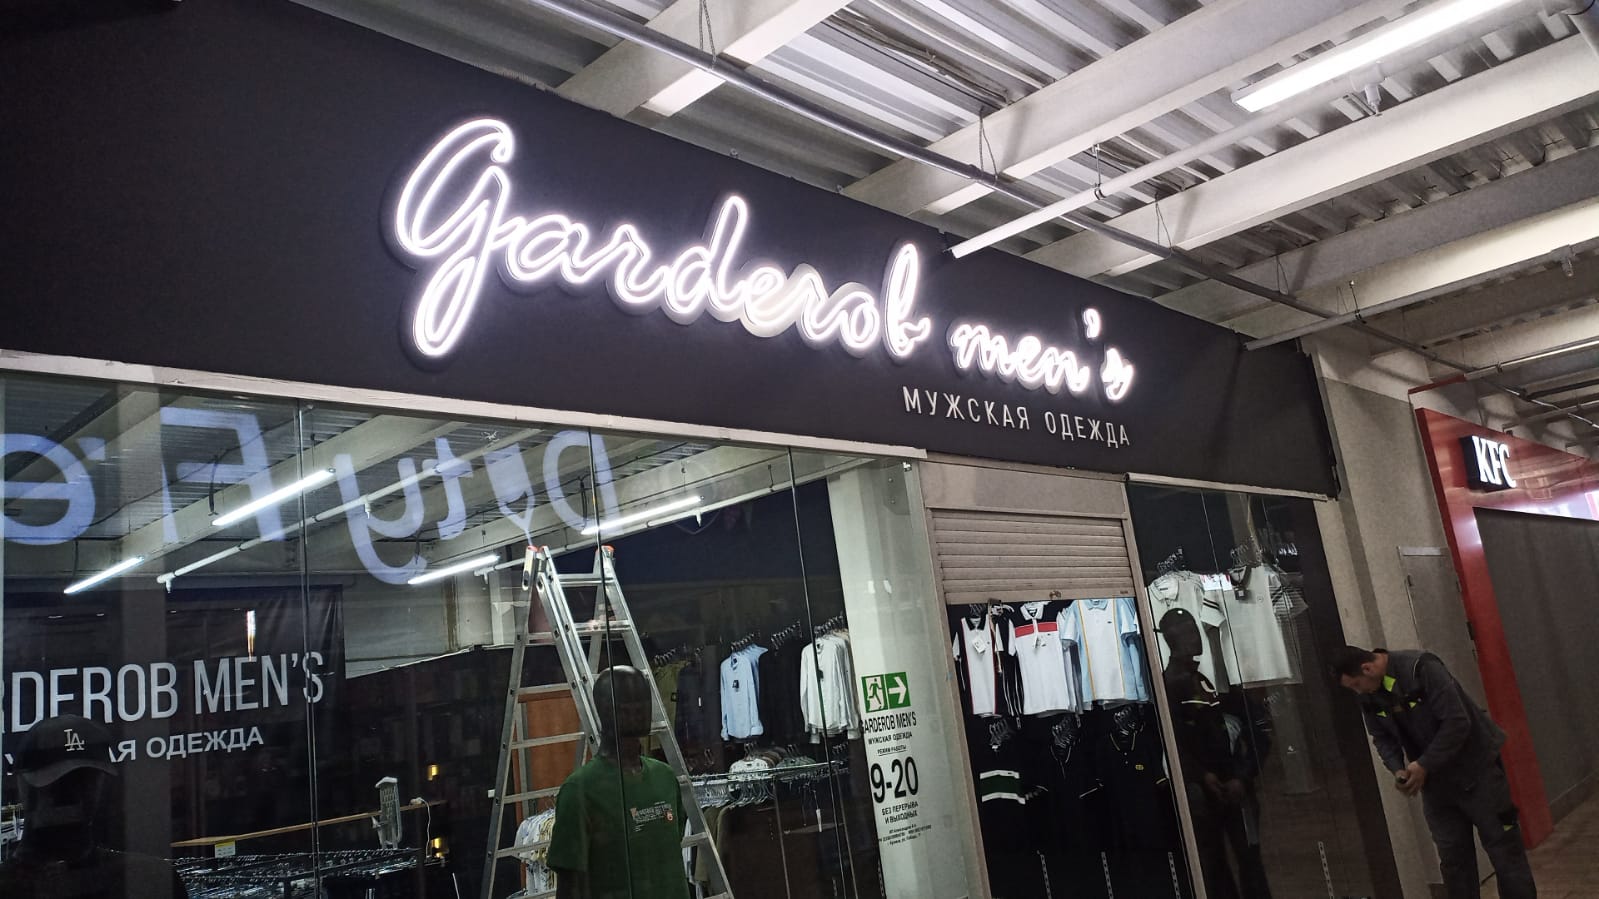 garderob men's
МУЖСКАЯ ОДЕЖДА
KFC
RDEROB MEN'S
АЯ ОДЕЖДА
LA
GARDEROB MEN'S
МУЖСКАЯ ОДЕЖДА
РЕЖИМ РАБОТЫ
9-20
БЕЗ ПЕРЕРЫВА
И ВЫХОДНЫХ